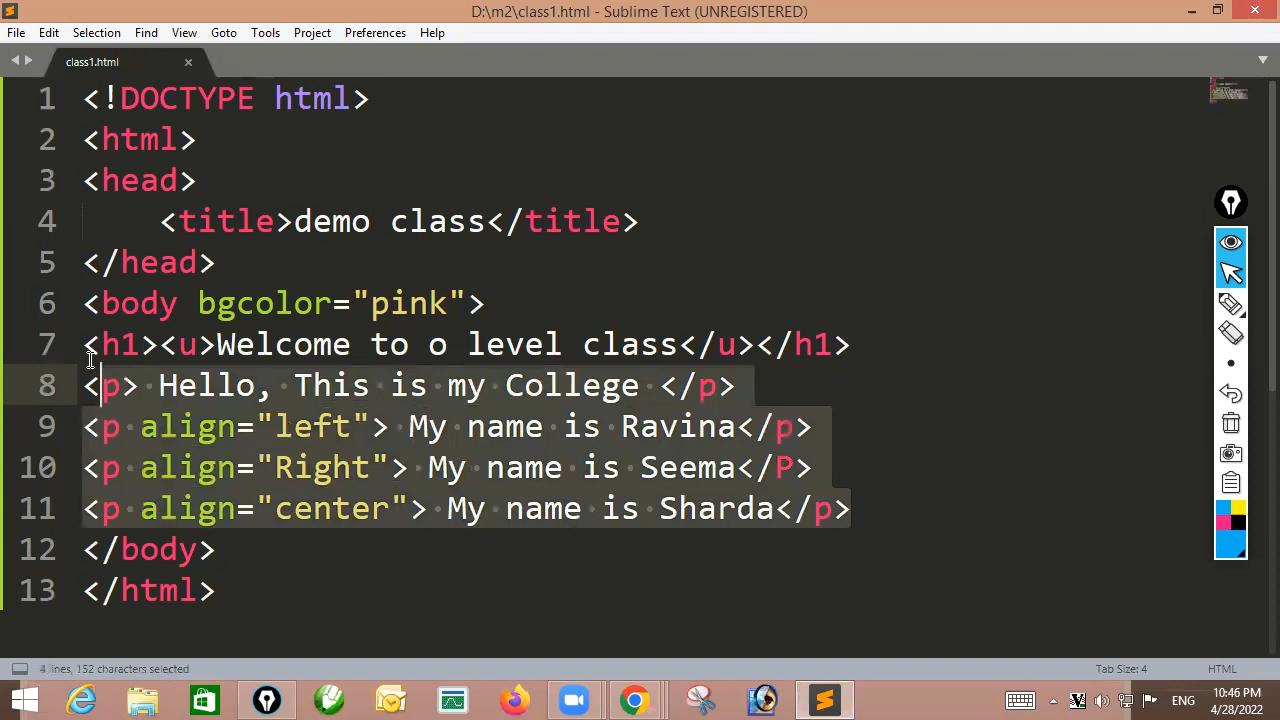 D:\m2\class1.html - Sublime Text (UNREGISTERED)
File Edit Selection Find View Goto Tools Project Preferences Help
class1.html
1 <!DOCTYPE html>
2 <html>
3 <head>
4 <title>demo class</title>
5 </head>
6 <body bgcolor="pink">
7 <h1><u>Welcome to o level class</u></h1>
8 <p> Hello, This is my College </p>
9 <p align="left"> My name is Ravina</p>
10 <p align="Right"> My name is Seema</P>
11 <p align="center"> My name is Sharda</p>
12 </body>
13 </html>
4 lines, 152 characters selected Tab Size: 4 HTML
ENG 10:46 PM
4/28/2022